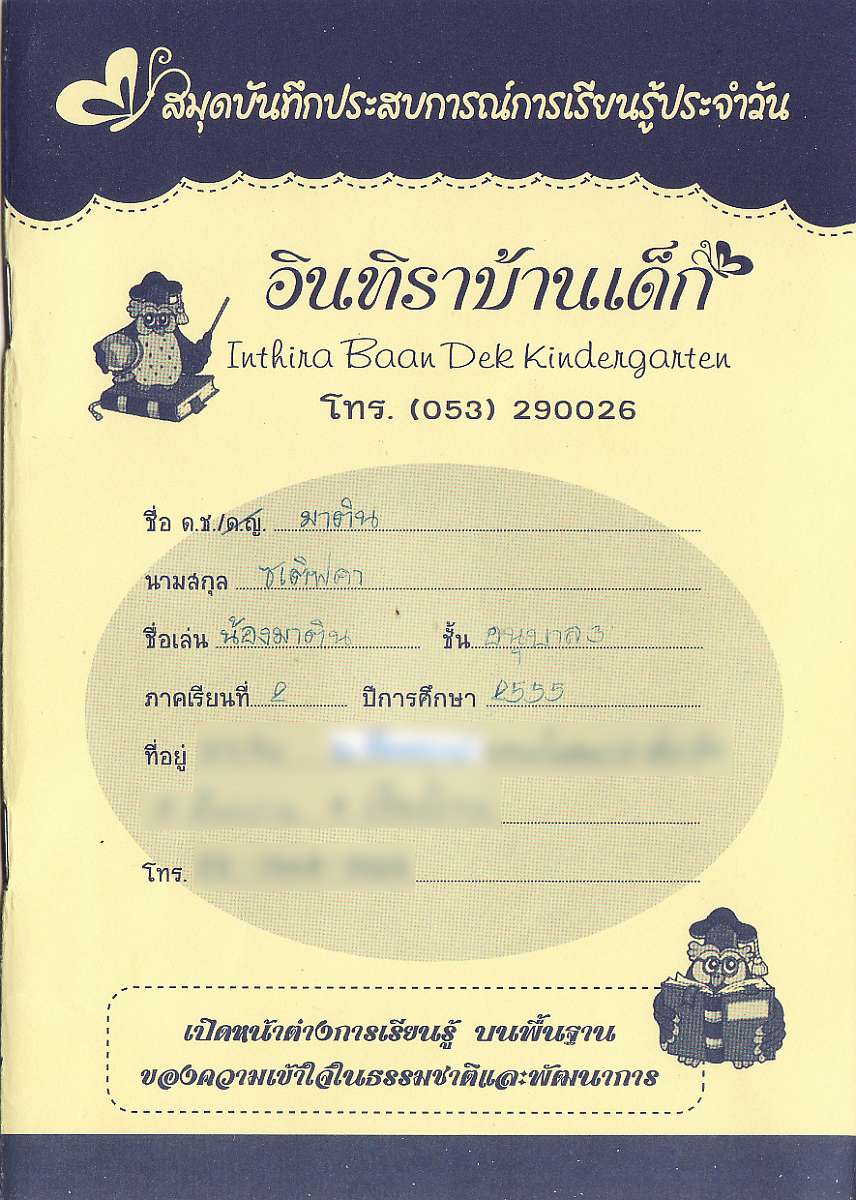 สมุดบันทึกประสบการณ์การเรียนรู้ประจำวัน
อินทิราบ้านเด็ก
Inthira Baan Dek Kindergarten
โทร. (053) 290026
ชื่อ ด.ช./ด.ญ. มาติน
นามสกุล ชเติฟคา
ชื่อเล่น น้องมาติน ชั้น อนุบาล 3
ภาคเรียนที่ 2 ปีการศึกษา 2555
ที่อยู่
โทร.
เปิดหน้าต่างการเรียนรู้ บนพื้นฐาน
ของความเข้าใจในธรรมชาติและพัฒนาการ